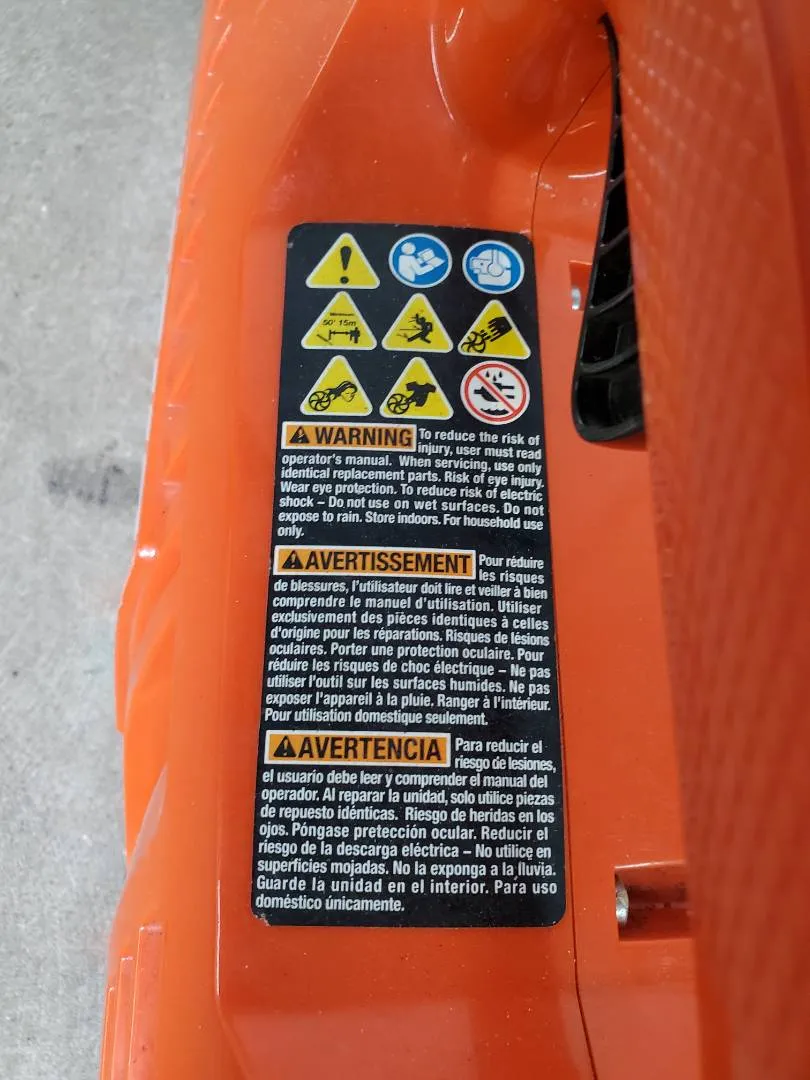 Minimum
50' 15m
WARNING To reduce the risk of
injury, user must read
operator's manual. When servicing, use only
identical replacement parts. Risk of eye injury.
Wear eye protection. To reduce risk of electric
shock – Do not use on wet surfaces. Do not
expose to rain. Store indoors. For household use
only.
AVERTISSEMENT Pour réduire
les risques
de blessures, l'utilisateur doit lire et veiller à bien
comprendre le manuel d'utilisation. Utiliser
exclusivement des pièces identiques à celles
d'origine pour les réparations. Risques de lésions
oculaires. Porter une protection oculaire. Pour
réduire les risques de choc électrique – Ne pas
utiliser l'outil sur les surfaces humides. Ne pas
exposer l'appareil à la pluie. Ranger à l'intérieur.
Pour utilisation domestique seulement.
AVERTENCIA Para reducir el
riesgo de lesiones,
el usuario debe leer y comprender el manual del
operador. Al reparar la unidad, solo utilice piezas
de repuesto idénticas. Riesgo de heridas en los
ojos. Póngase pretección ocular. Reducir el
riesgo de la descarga eléctrica – No utilice en
superficies mojadas. No la exponga a la lluvia.
Guarde la unidad en el interior. Para uso
doméstico únicamente.